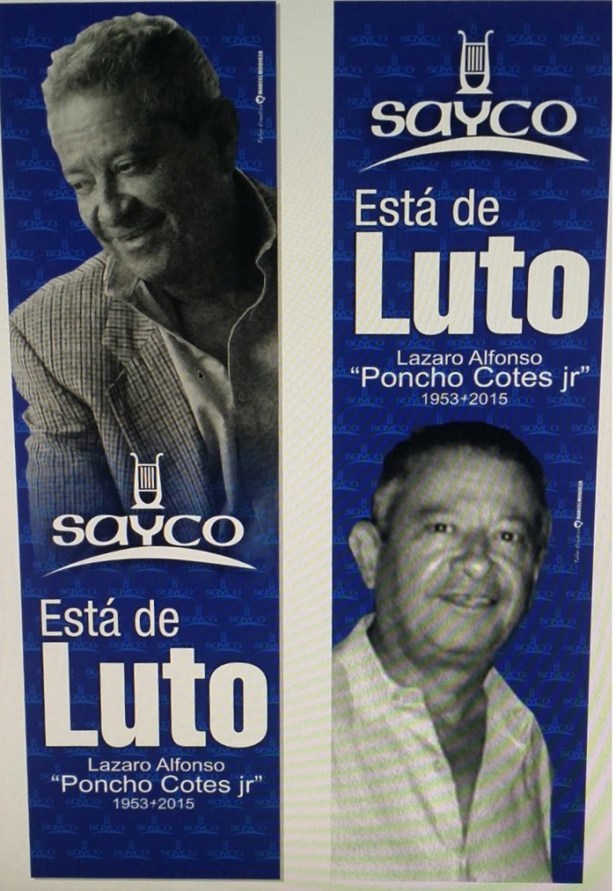 SAYCO
Está de
Luto
Lazaro Alfonso
“Poncho Cotes jr”
1953+2015
SAYCO
Está de
Luto
Lazaro Alfonso
“Poncho Cotes jr”
1953+2015